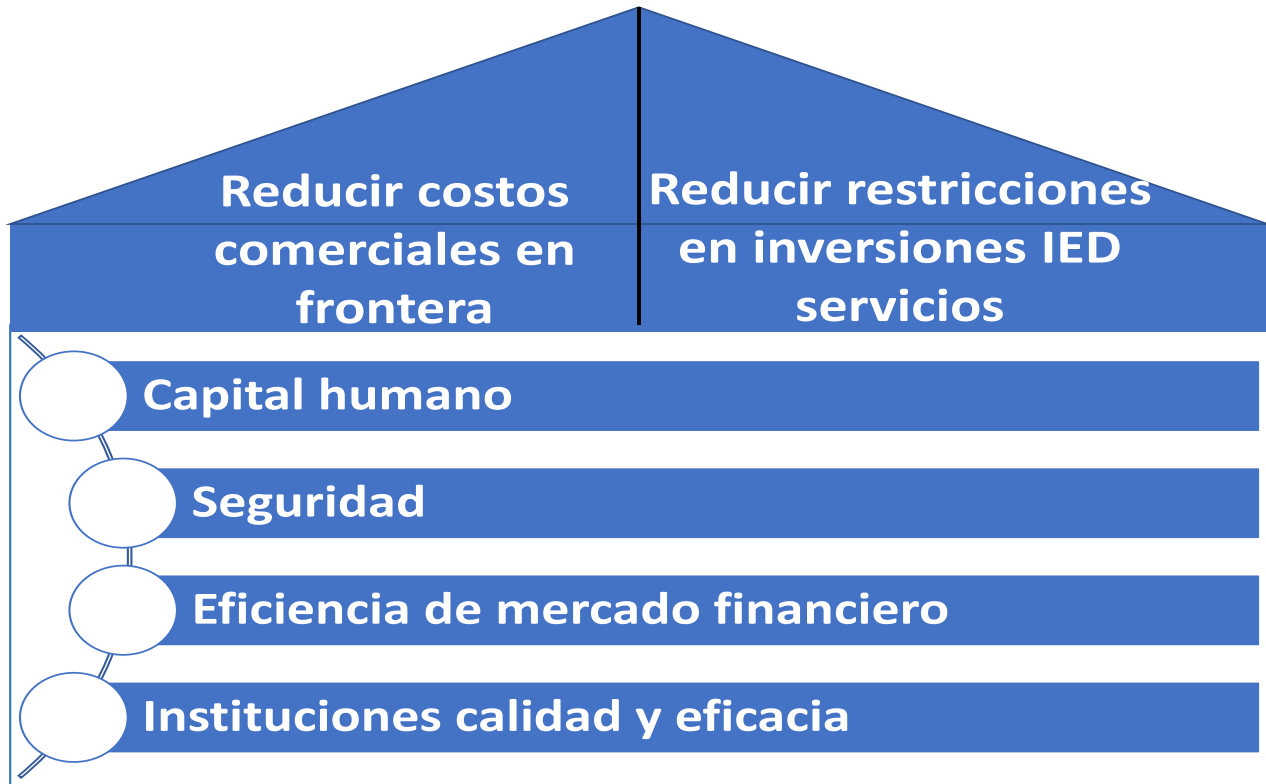 Reducir costos
comerciales en
frontera
Reducir restricciones
en inversiones IED
servicios
Capital humano
Seguridad
Eficiencia de mercado financiero
Instituciones calidad y eficacia